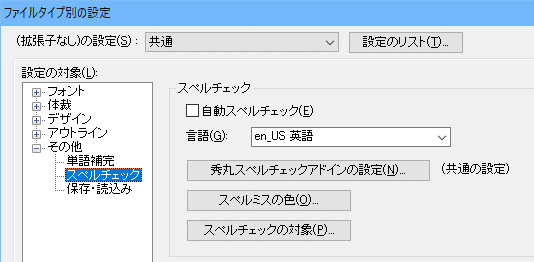 ファイルタイプ別の設定
(拡張子なし)の設定(S): 共通 設定のリスト(T)...
設定の対象(L):
フォント
体裁
デザイン
アウトライン
その他
単語補完
スペルチェック
保存・読込み
スペルチェック
自動スペルチェック(E)
言語(G): en_US 英語
秀丸スペルチェックアドインの設定(N)... (共通の設定)
スペルミスの色(O)...
スペルチェックの対象(P)...